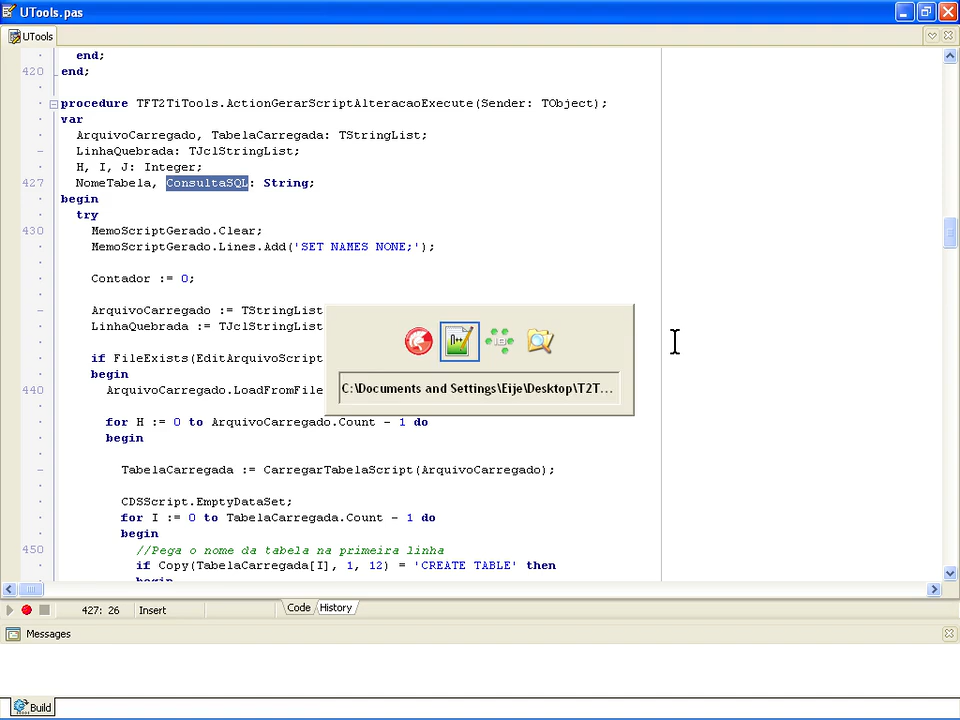 UTools.pas
UTools
end;
420 end;
procedure TFT2TiTools.ActionGerarScriptAlteracaoExecute(Sender: TObject);
var
ArquivoCarregado, TabelaCarregada: TStringList;
LinhaQuebrada: TJclStringList;
H, I, J: Integer;
427 NomeTabela, ConsultaSQL: String;
begin
try
430 MemoScriptGerado.Clear;
MemoScriptGerado.Lines.Add('SET NAMES NONE;');
Contador := 0;
ArquivoCarregado := TStringList
LinhaQuebrada := TJclStringList
if FileExists(EditArquivoScript
begin
440 ArquivoCarregado.LoadFromFile
C:\Documents and Settings\Eije\Desktop\T2T...
for H := 0 to ArquivoCarregado.Count - 1 do
begin
TabelaCarregada := CarregarTabelaScript(ArquivoCarregado);
CDSScript.EmptyDataSet;
for I := 0 to TabelaCarregada.Count - 1 do
begin
450 //Pega o nome da tabela na primeira linha
if Copy(TabelaCarregada[I], 1, 12) = 'CREATE TABLE' then
begin
427: 26 Insert Code History
Messages
Build